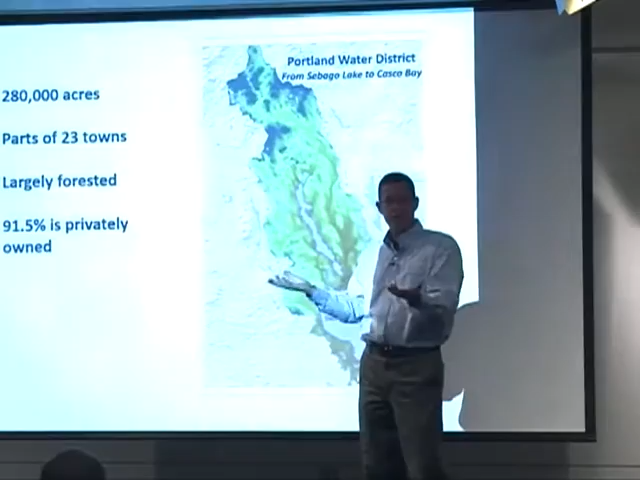 280,000 acres
Parts of 23 towns
Largely forested
91.5% is privately
owned
Portland Water District
From Sebago Lake to Casco Bay